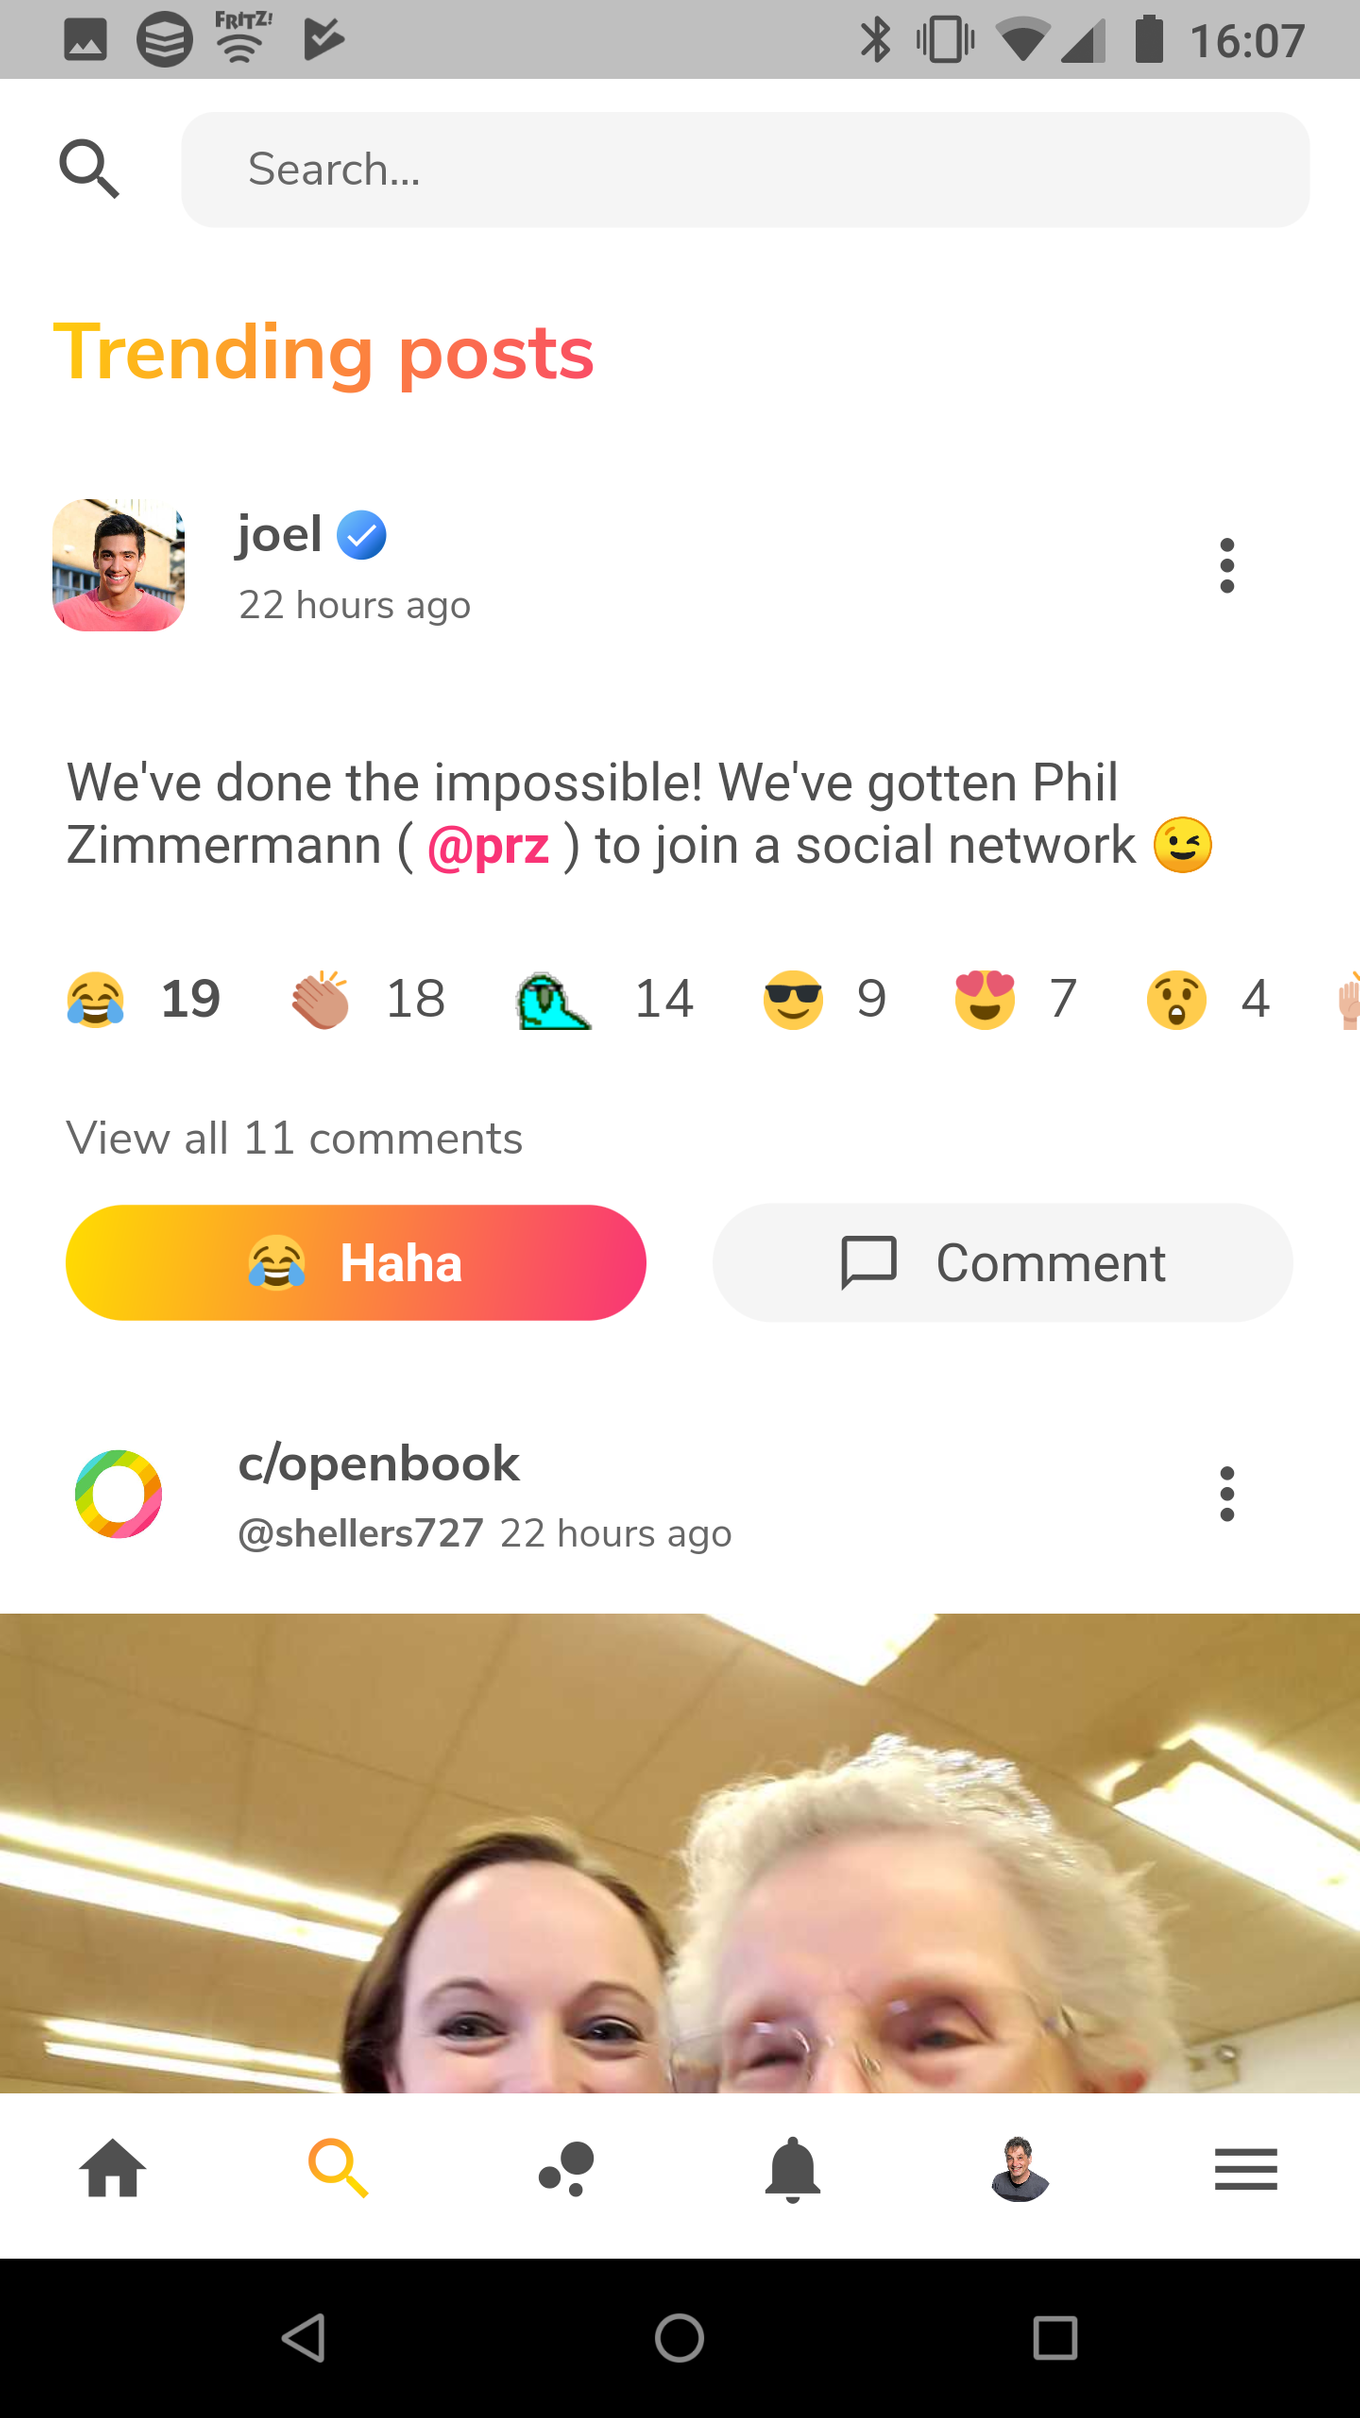 FRITZ!
16:07
Search...
Trending posts
joel
22 hours ago
We've done the impossible! We've gotten Phil
Zimmermann ( @prz ) to join a social network 😉
😂 19 👏🏽 18 14 😎 9 😍 7 😲 4
View all 11 comments
😂 Haha
Comment
c/openbook
@shellers727 22 hours ago